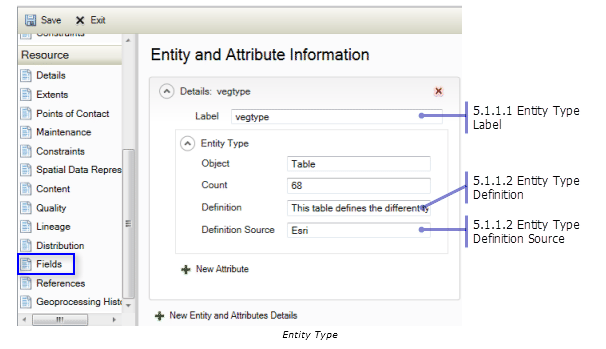 Save Exit
Constraints
Resource
Details
Extents
Points of Contact
Maintenance
Constraints
Spatial Data Repres
Content
Quality
Lineage
Distribution
Fields
References
Geoprocessing Histo
Entity and Attribute Information
Details: vegtype
Label vegtype
Entity Type
Object Table
Count 68
Definition This table defines the different ty
Definition Source Esri
New Attribute
New Entity and Attributes Details
5.1.1.1 Entity Type
Label
5.1.1.2 Entity Type
Definition
5.1.1.2 Entity Type
Definition Source
Entity Type